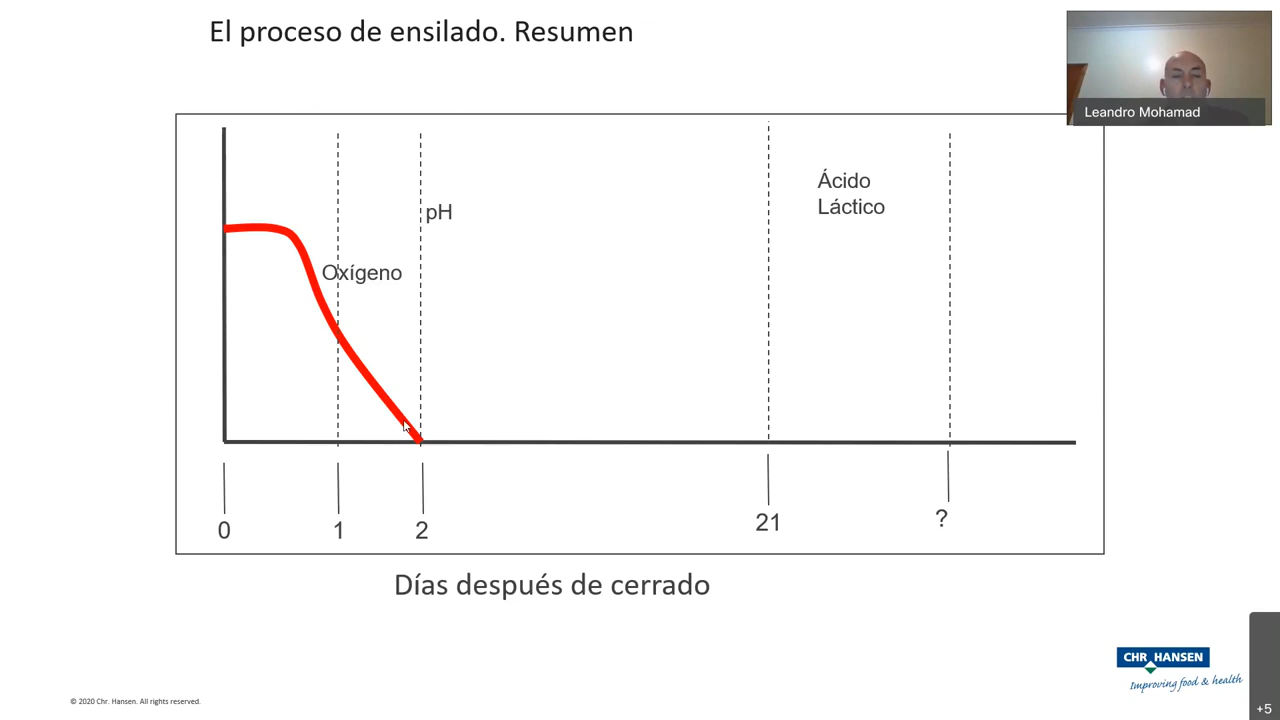 El proceso de ensilado. Resumen
Leandro Mohamad
Ácido
Láctico
pH
Oxígeno
0
1
2
21
?
Días después de cerrado
CHR HANSEN
Improving food & health
© 2020 Chr. Hansen. All rights reserved.
+5